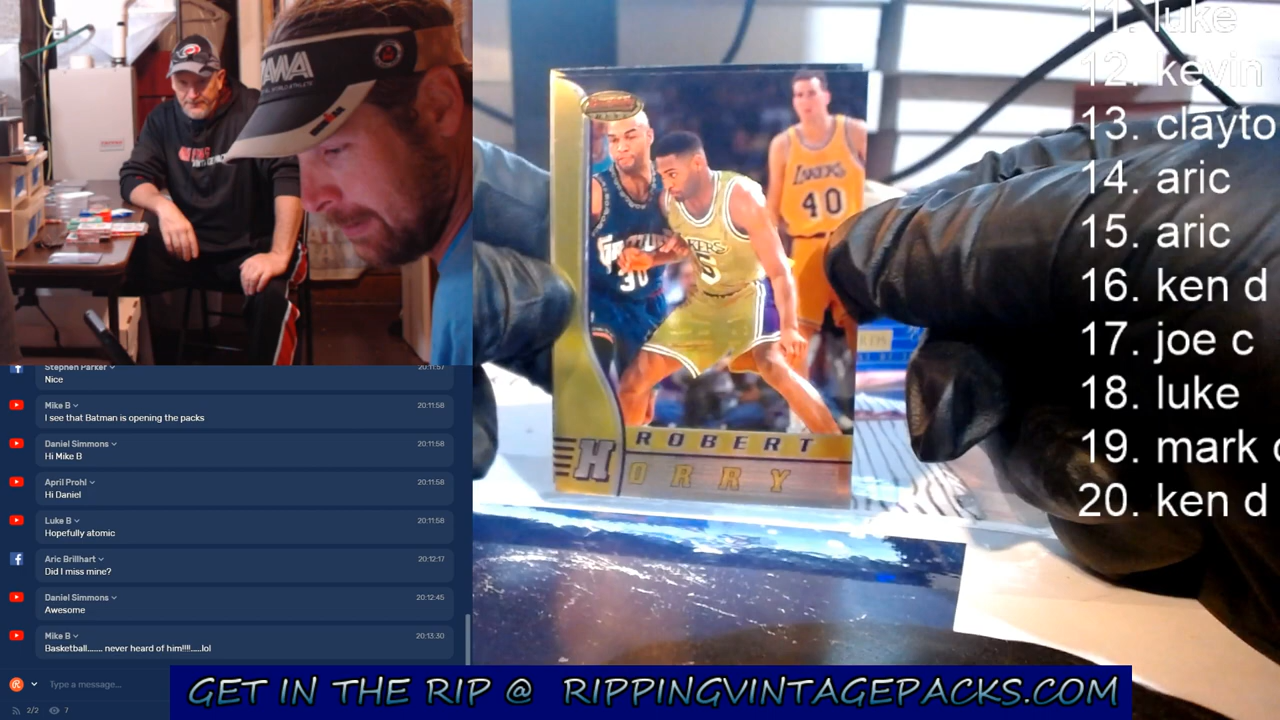 Stephen Parker
20:11:57
Nice
Mike B
20:11:58
I see that Batman is opening the packs
Daniel Simmons
20:11:58
Hi Mike B
April Prohl
20:11:58
Hi Daniel
Luke B
20:11:58
Hopefully atomic
Aric Brillhart
20:12:17
Did I miss mine?
Daniel Simmons
20:12:45
Awesome
Mike B
20:13:30
Basketball....... never heard of him!!!!.....lol
Type a message...
2/2
7
LAKERS
40
LAKERS
5
30
ROBERT
HORRY
11. luke
12. kevin
13. clayto
14. aric
15. aric
16. ken d
17. joe c
18. luke
19. mark
20. ken d
GET IN THE RIP @ RIPPINGVINTAGEPACKS.COM